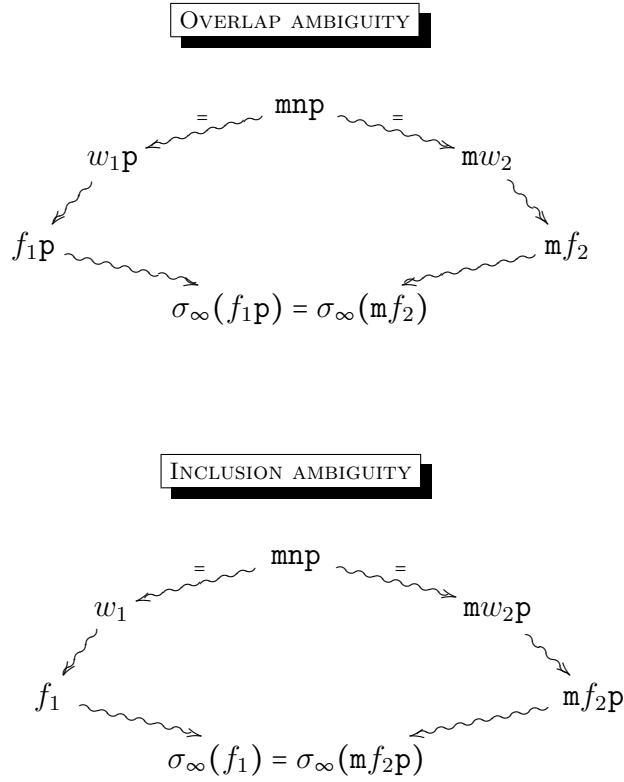 OVERLAP AMBIGUITY
mnp
= =
w₁p mw₂
f₁p mf₂
σ∞(f₁p) = σ∞(mf₂)
INCLUSION AMBIGUITY
mnp
= =
w₁ mw₂p
f₁ mf₂p
σ∞(f₁) = σ∞(mf₂p)